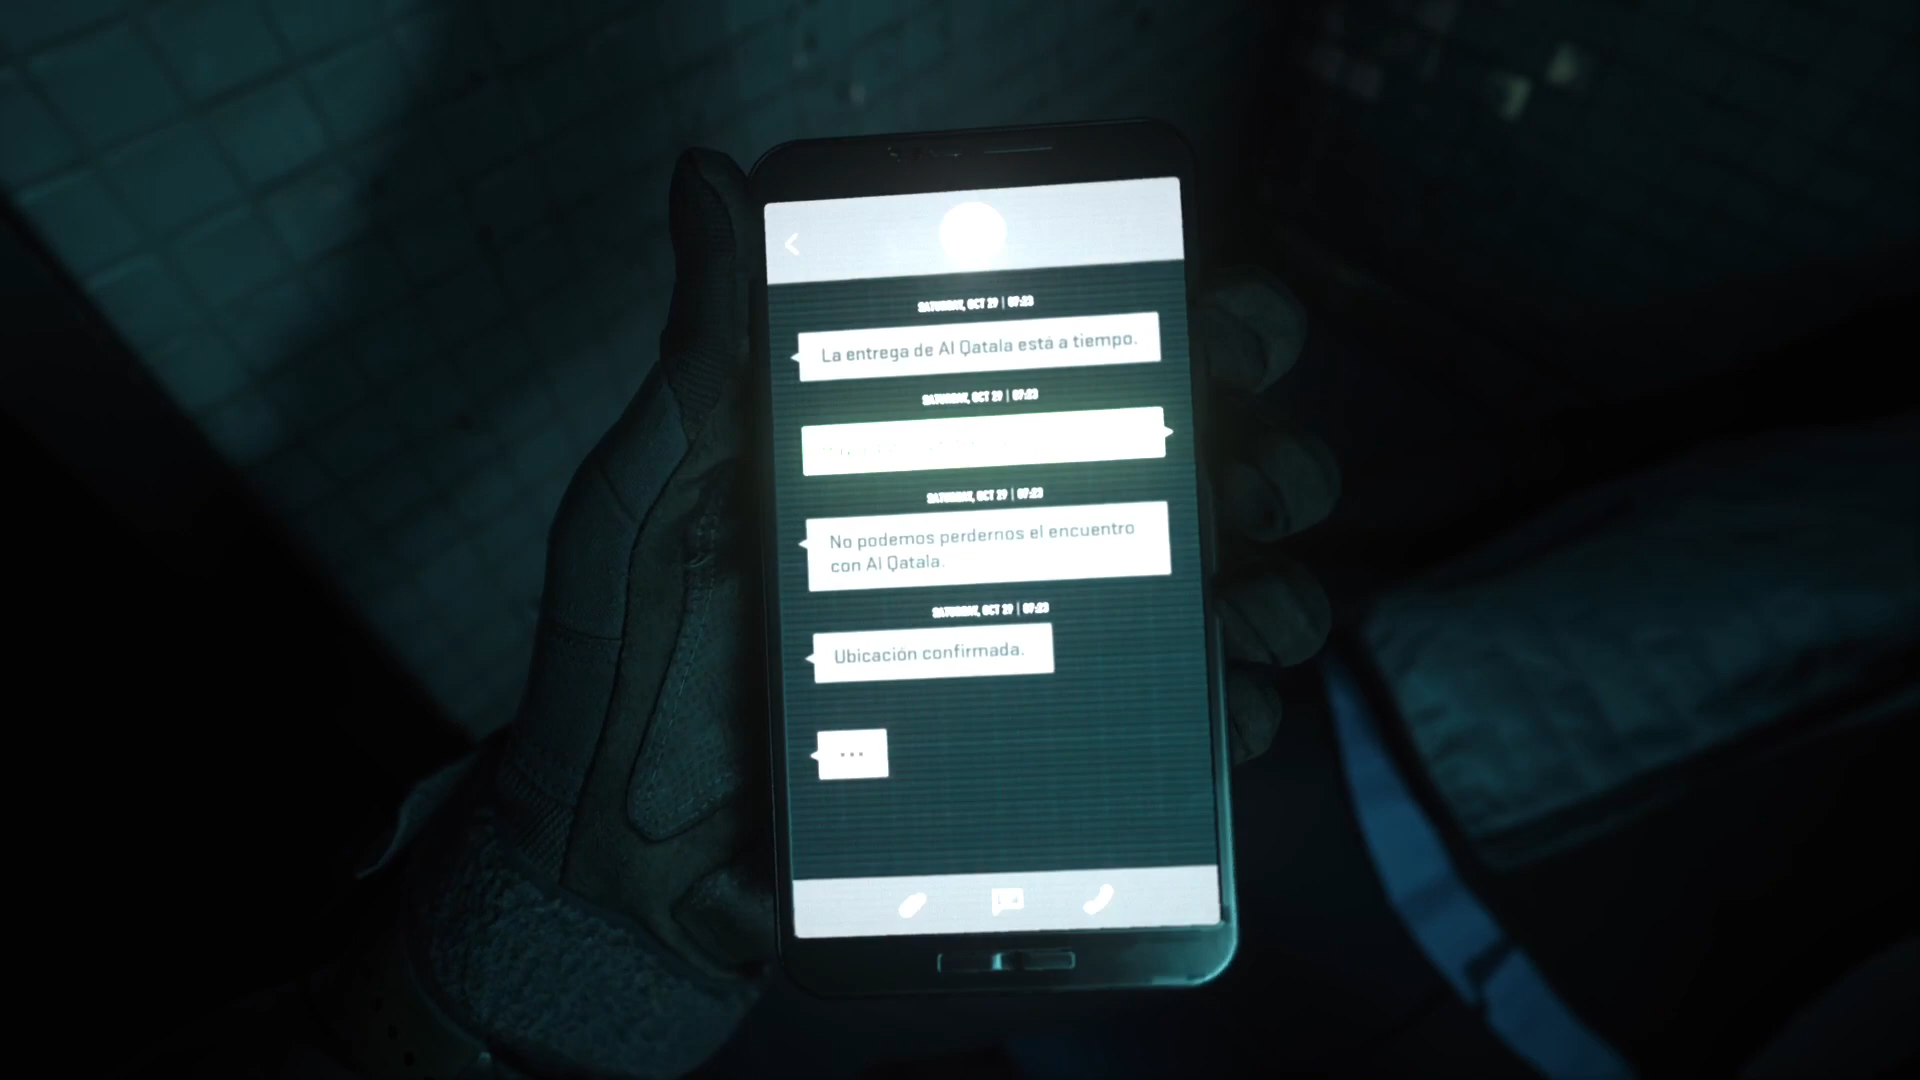 SATURDAY, OCT 29 | 07:23
La entrega de Al Qatala está a tiempo.
SATURDAY, OCT 29 | 07:23
SATURDAY, OCT 29 | 07:23
No podemos perdernos el encuentro
con Al Qatala.
SATURDAY, OCT 29 | 07:23
Ubicación confirmada.
...